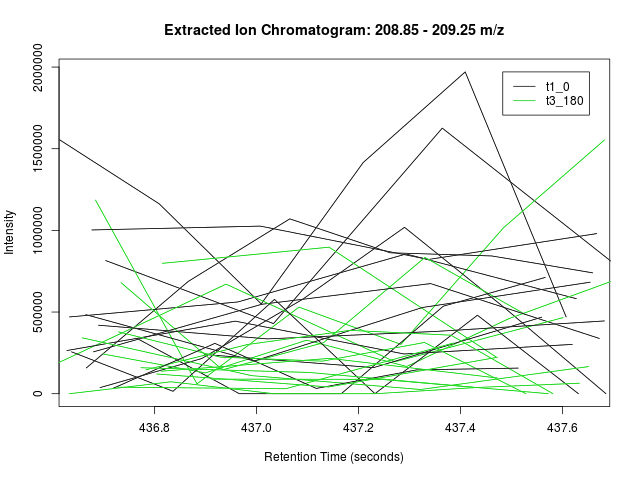 Extracted Ion Chromatogram: 208.85 - 209.25 m/z
2000000
1500000
1000000
500000
0
Intensity
t1_0
t3_180
436.8
437.0
437.2
437.4
437.6
Retention Time (seconds)